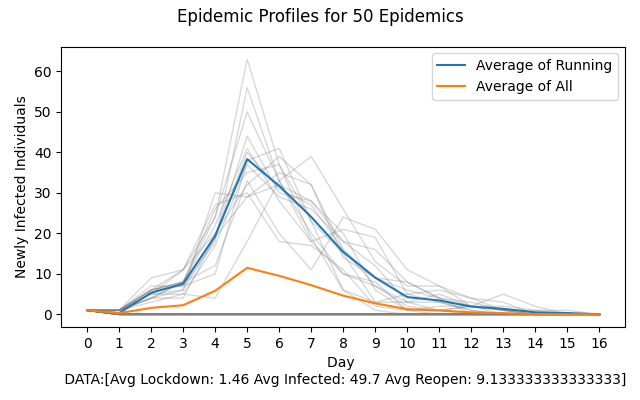 Epidemic Profiles for 50 Epidemics
Average of Running
Average of All
Newly Infected Individuals
60
50
40
30
20
10
0
0 1 2 3 4 5 6 7 8 9 10 11 12 13 14 15 16
Day
DATA:[Avg Lockdown: 1.46 Avg Infected: 49.7 Avg Reopen: 9.133333333333333]